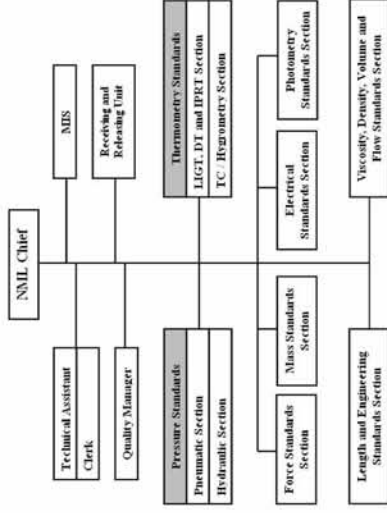 NML Chief
Technical Assistant
Clerk
MIS
Quality Manager
Receiving and
Releasing Unit
Pressure Standards
Pneumatic Section
Hydraulic Section
Thermometry Standards
LIGT, DT and IPRT Section
TC / Hygrometry Section
Force Standards
Section
Mass Standards
Section
Electrical
Standards Section
Photometry
Standards Section
Length and Engineering
Standards Section
Viscosity, Density, Volume and
Flow Standards Section